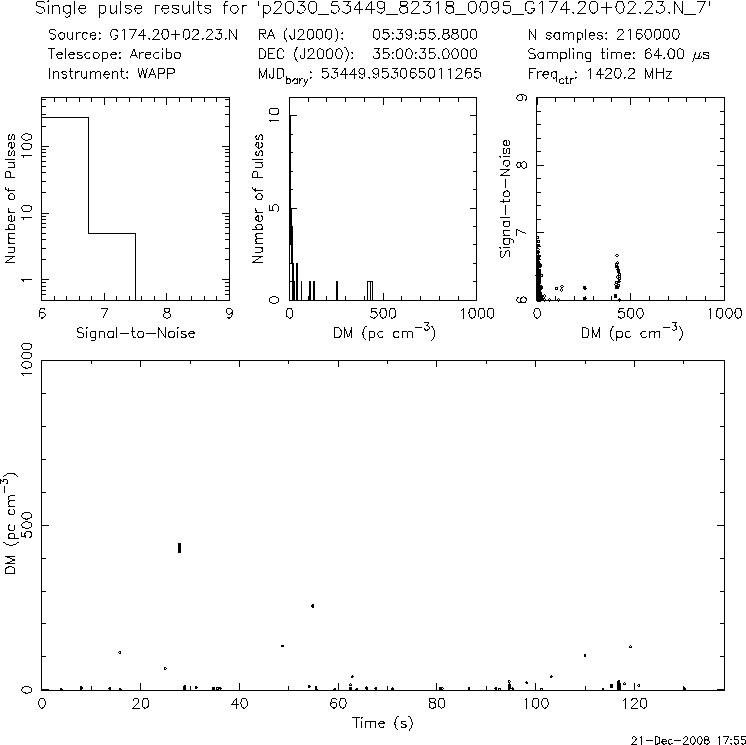 Single pulse results for 'p2030_53449_82318_0095_G174.20+02.23.N_7'
Source: G174.20+02.23.N RA (J2000): 05:39:55.8800 N samples: 2160000
Telescope: Arecibo DEC (J2000): 35:00:35.0000 Sampling time: 64.00 μs
Instrument: WAPP MJDbary: 53449.953065011265 Freqctr: 1420.2 MHz
Number of Pulses
1 10 100
6 7 8 9
Signal-to-Noise
Number of Pulses
0 5 10
0 500 1000
DM (pc cm-3)
Signal-to-Noise
6 7 8 9
0 500 1000
DM (pc cm-3)
DM (pc cm-3)
0 500 1000
0 20 40 60 80 100 120
Time (s)
21-Dec-2008 17:55